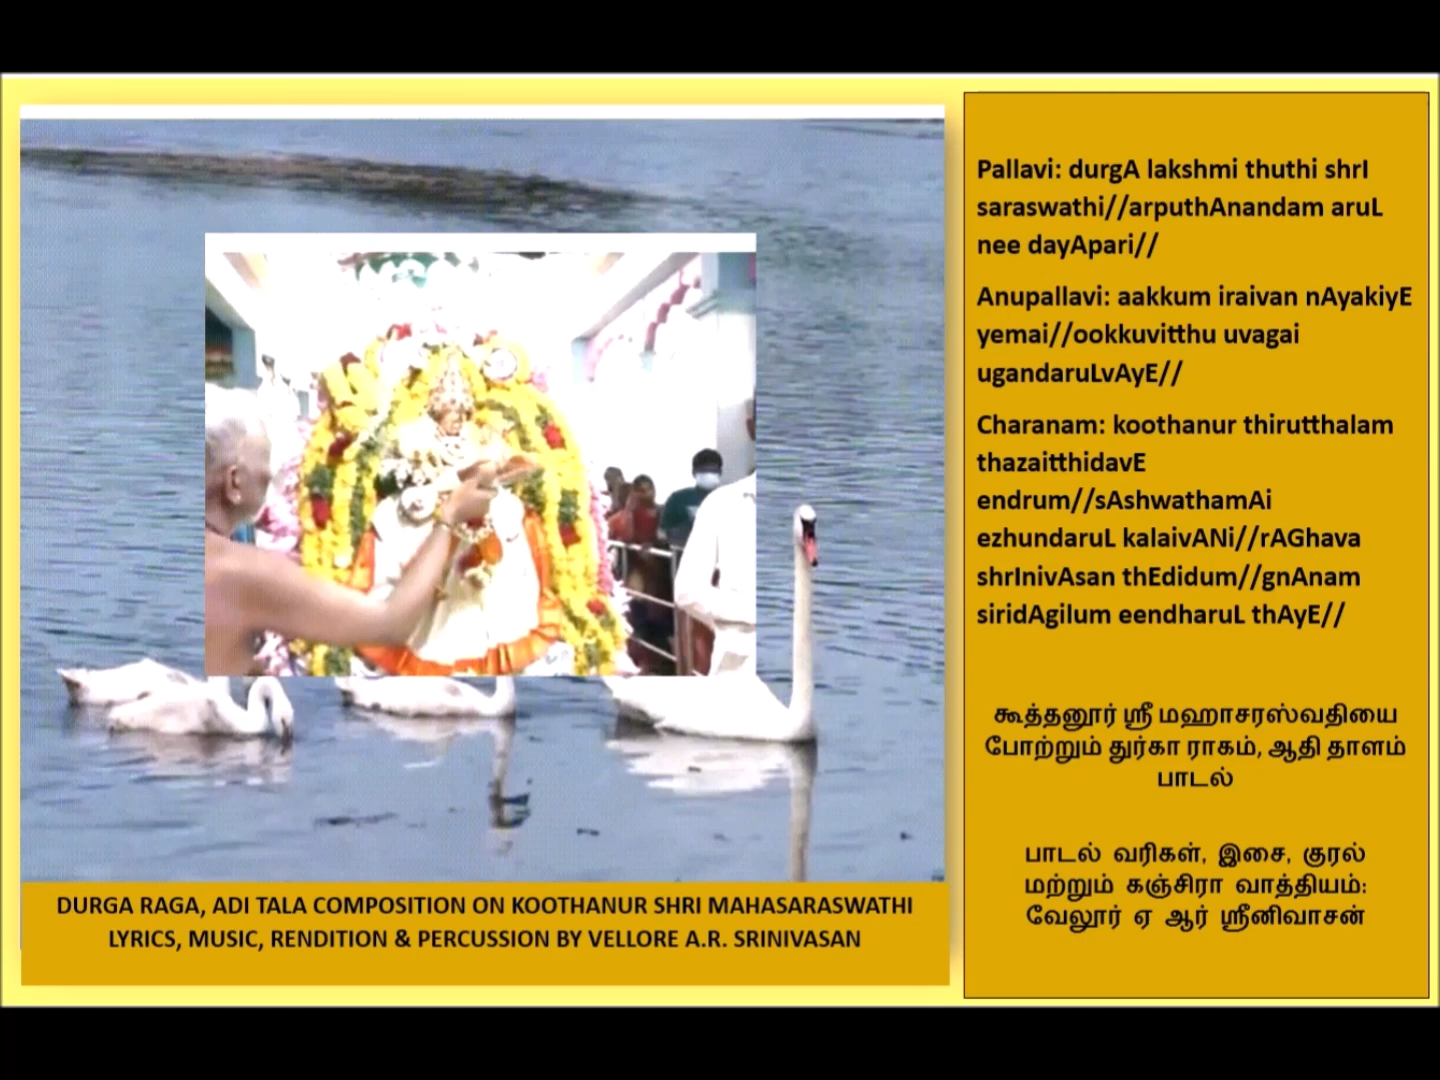 Pallavi: durgA lakshmi thuthi shrI
saraswathi//arputhAnandam aruL
nee dayApari//
Anupallavi: aakkum iraivan nAyakiyE
yemai//ookkuvitthu uvagai
ugandaruLvAyE//
Charanam: koothanur thirutthalam
thazaitthidavE
endrum//sAshwathamAi
ezhundaruL kalaivANi//rAGhava
shrInivAsan thEdidum//gnAnam
siridAgilum eendharuL thAyE//
கூத்தனூர் ஸ்ரீ மஹாசரஸ்வதியை
போற்றும் துர்கா ராகம், ஆதி தாளம்
பாடல்
பாடல் வரிகள், இசை, குரல்
மற்றும் கஞ்சிரா வாத்தியம்:
வேலூர் ஏ ஆர் ஸ்ரீனிவாசன்
DURGA RAGA, ADI TALA COMPOSITION ON KOOTHANUR SHRI MAHASARASWATHI
LYRICS, MUSIC, RENDITION & PERCUSSION BY VELLORE A.R. SRINIVASAN